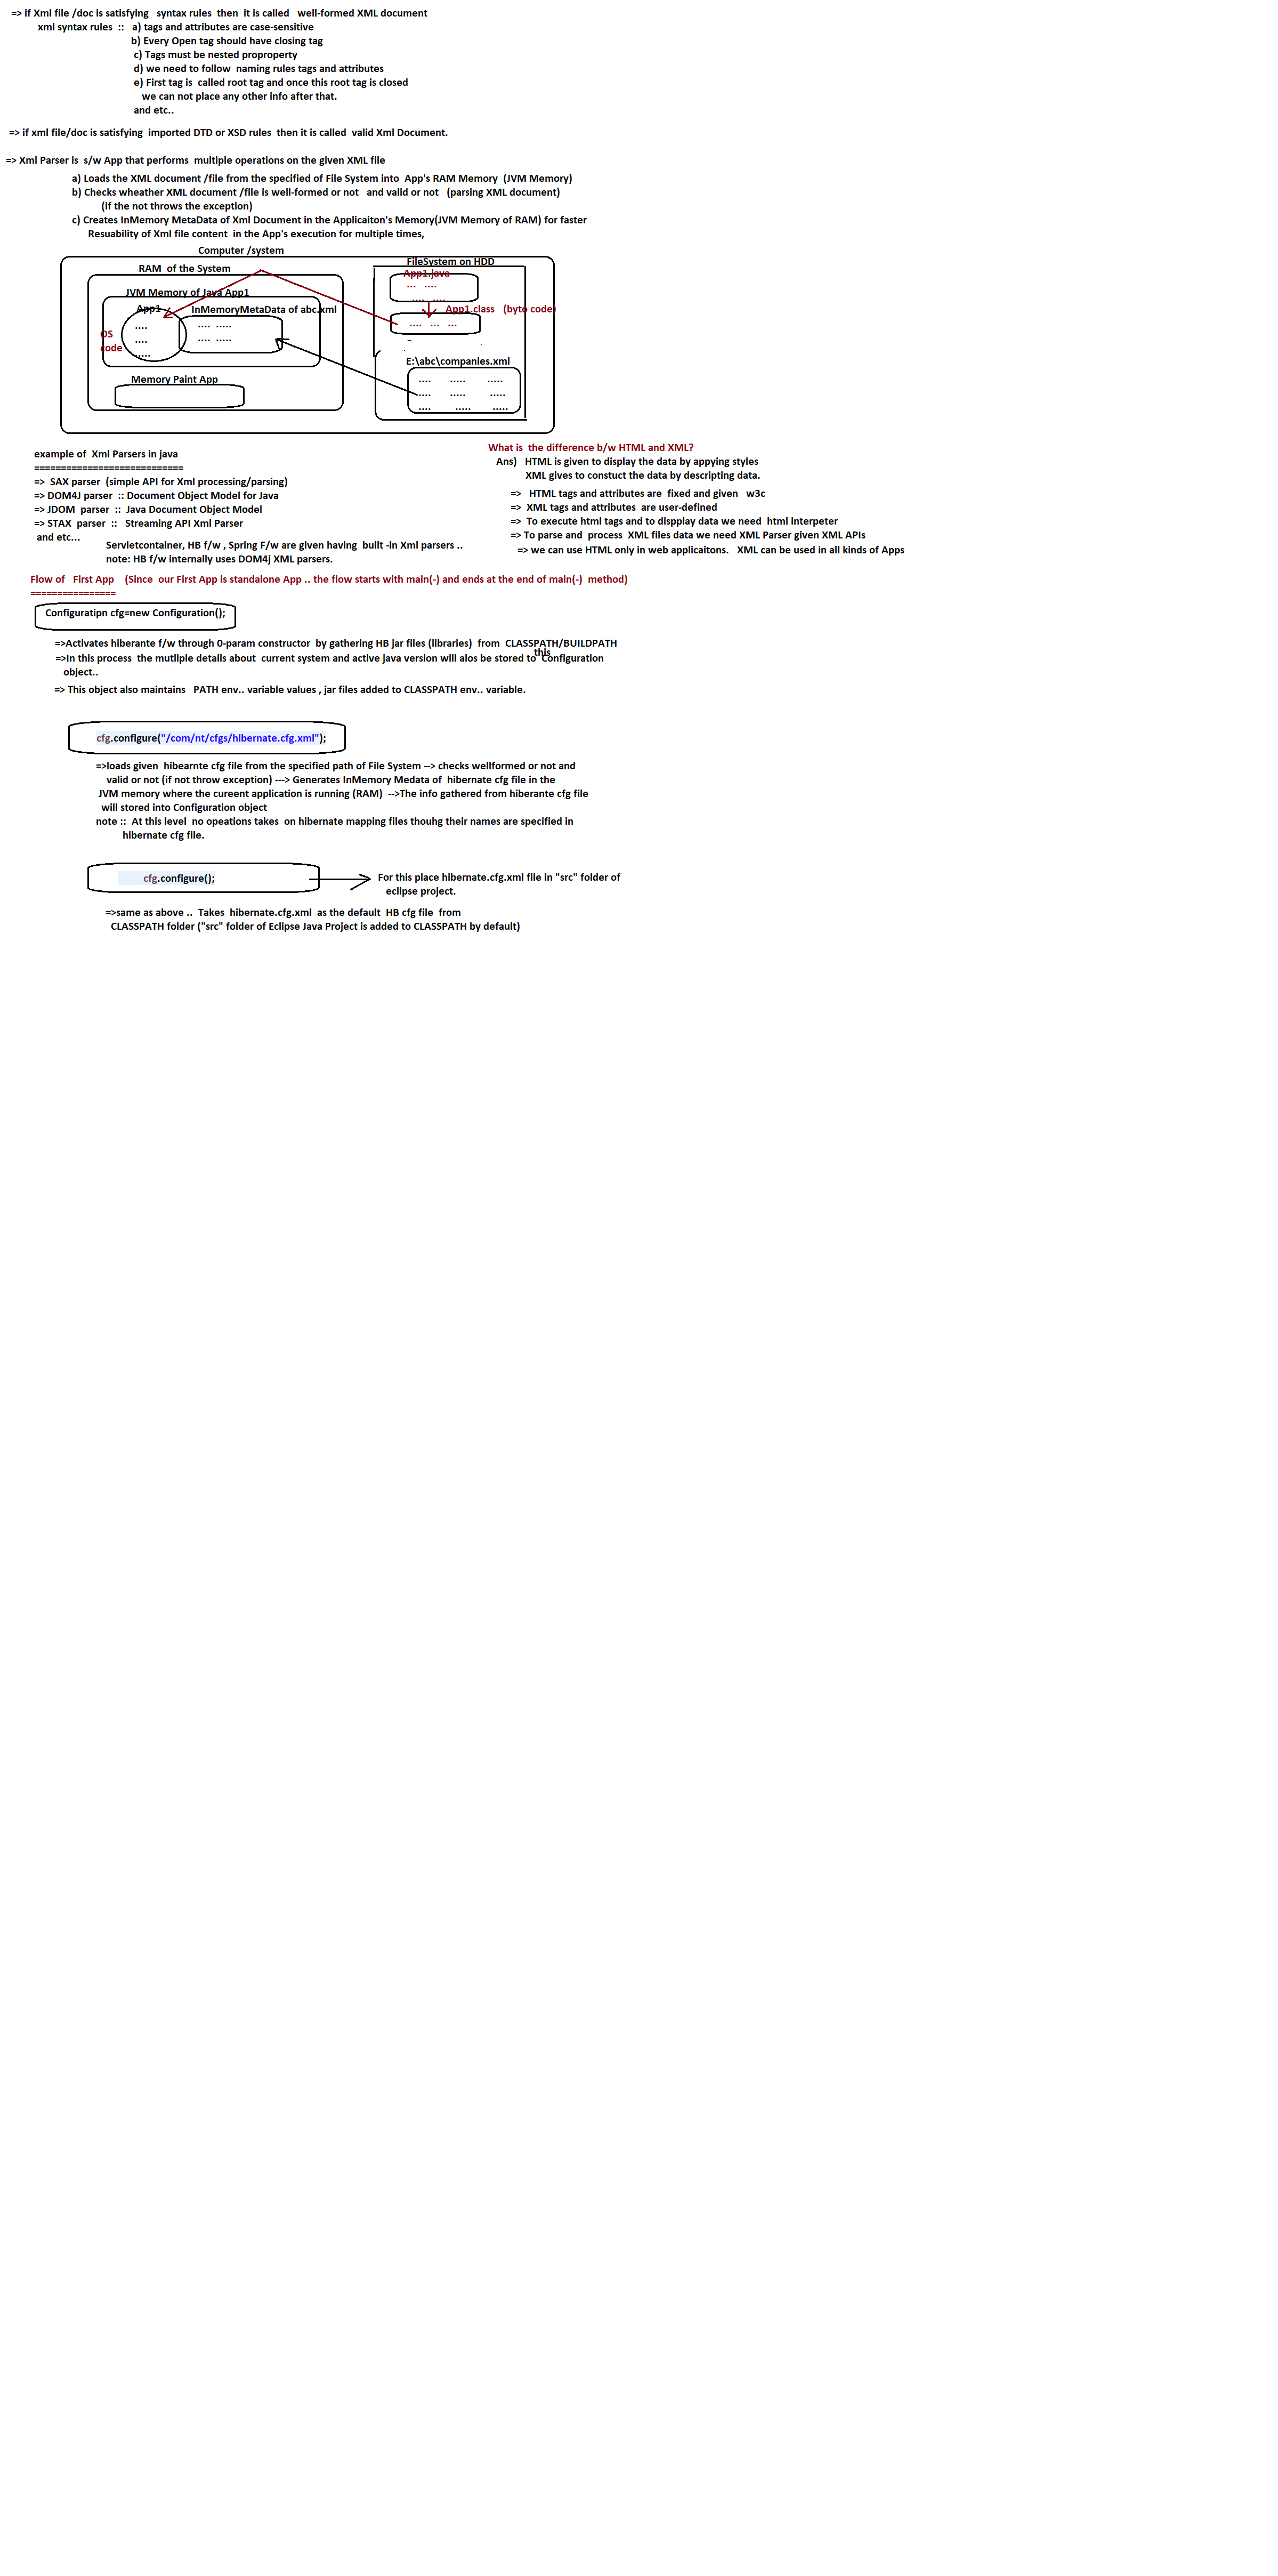 => if Xml file /doc is satisfying syntax rules then it is called well-formed XML document
xml syntax rules :: a) tags and attributes are case-sensitive
b) Every Open tag should have closing tag
c) Tags must be nested proproperty
d) we need to follow naming rules tags and attributes
e) First tag is called root tag and once this root tag is closed
we can not place any other info after that.
and etc..
=> if xml file/doc is satisfying imported DTD or XSD rules then it is called valid Xml Document.
=> Xml Parser is s/w App that performs multiple operations on the given XML file
a) Loads the XML document /file from the specified of File System into App's RAM Memory (JVM Memory)
b) Checks wheather XML document /file is well-formed or not and valid or not (parsing XML document)
(if the not throws the exception)
c) Creates InMemory MetaData of Xml Document in the Applicaiton's Memory(JVM Memory of RAM) for faster
Resuability of Xml file content in the App's execution for multiple times,
Computer /system
RAM of the System
JVM Memory of Java App1
App1
InMemoryMetaData of abc.xml
.... .... .....
OS
code
.... .... .....
.....
Memory Paint App
FileSystem on HDD
App1.java
... ....
.... ....
App1.class (byto code)
.... ... ...
E:\abc\companies.xml
.... ..... .....
.... ..... .....
.... ..... .....
example of Xml Parsers in java
============================
=> SAX parser (simple API for Xml processing/parsing)
=> DOM4J parser :: Document Object Model for Java
=> JDOM parser :: Java Document Object Model
=> STAX parser :: Streaming API Xml Parser
and etc...
Servletcontainer, HB f/w , Spring F/w are given having built -in Xml parsers ..
note: HB f/w internally uses DOM4j XML parsers.
What is the difference b/w HTML and XML?
Ans) HTML is given to display the data by appying styles
XML gives to constuct the data by descripting data.
=> HTML tags and attributes are fixed and given w3c
=> XML tags and attributes are user-defined
=> To execute html tags and to dispplay data we need html interpeter
=> To parse and process XML files data we need XML Parser given XML APIs
=> we can use HTML only in web applicaitons. XML can be used in all kinds of Apps
Flow of First App (Since our First App is standalone App .. the flow starts with main(-) and ends at the end of main(-) method)
================
Configuratipn cfg=new Configuration();
=>Activates hiberante f/w through 0-param constructor by gathering HB jar files (libraries) from CLASSPATH/BUILDPATH
this
=>In this process the mutliple details about current system and active java version will alos be stored to Configuration
object..
=> This object also maintains PATH env.. variable values , jar files added to CLASSPATH env.. variable.
cfg.configure("/com/nt/cfgs/hibernate.cfg.xml");
=>loads given hibearnte cfg file from the specified path of File System --> checks wellformed or not and
valid or not (if not throw exception) ---> Generates InMemory Medata of hibernate cfg file in the
JVM memory where the cureent application is running (RAM) -->The info gathered from hiberante cfg file
will stored into Configuration object
note :: At this level no opeations takes on hibernate mapping files thouhg their names are specified in
hibernate cfg file.
cfg.configure();
For this place hibernate.cfg.xml file in "src" folder of
eclipse project.
=>same as above .. Takes hibernate.cfg.xml as the default HB cfg file from
CLASSPATH folder ("src" folder of Eclipse Java Project is added to CLASSPATH by default)